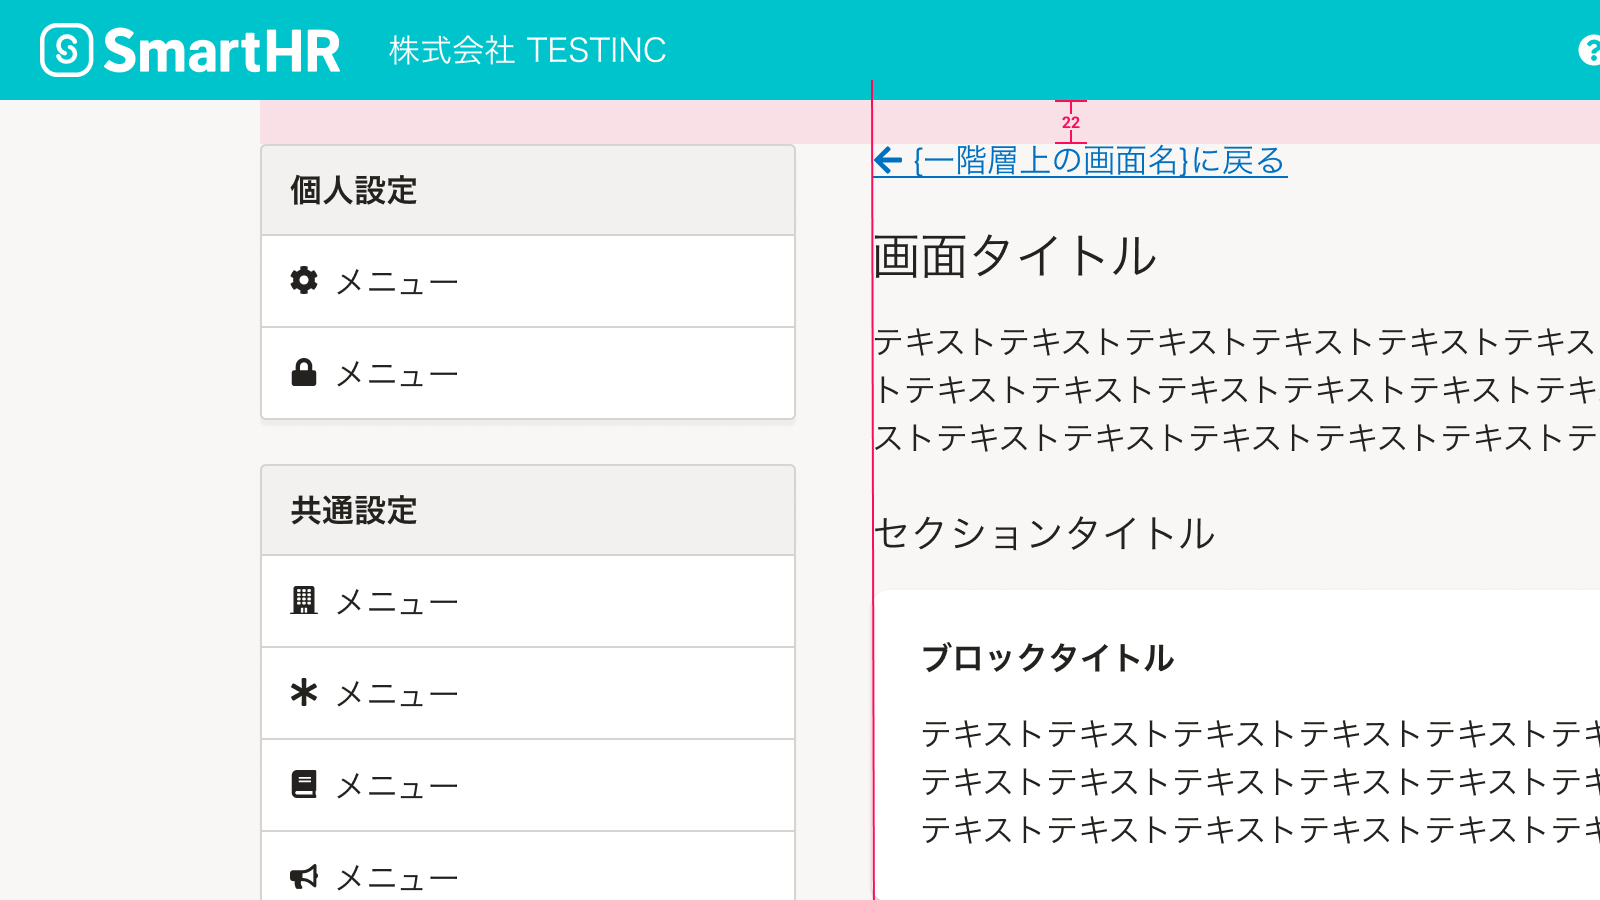 SmartHR 株式会社 TESTINC
22
個人設定
メニュー
メニュー
共通設定
メニュー
メニュー
メニュー
メニュー
{一階層上の画面名}に戻る
画面タイトル
テキストテキストテキストテキストテキストテキス
トテキストテキストテキストテキストテキストテキ
ストテキストテキストテキストテキストテキストテ
セクションタイトル
ブロックタイトル
テキストテキストテキストテキストテキストテキ
テキストテキストテキストテキストテキストテキ
テキストテキストテキストテキストテキストテキ